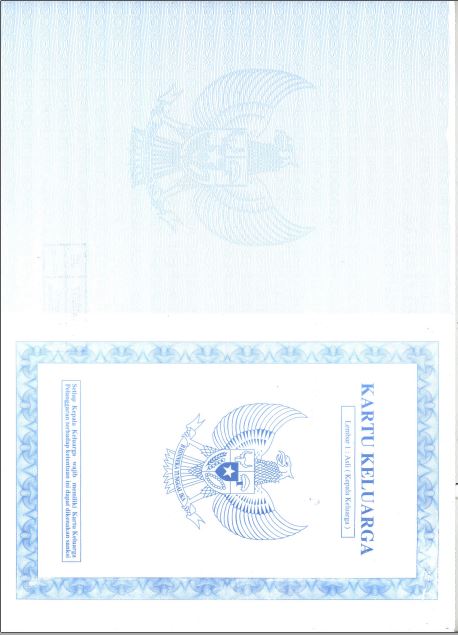 KARTU KELUARGA
Lembar I : Asli ( Kepala Keluarga )
BHINNEKA TUNGGAL IKA
Setiap Kepala Keluarga wajib memiliki Kartu Keluarga
Pelanggaran terhadap ketentuan ini dapat dikenakan sanksi